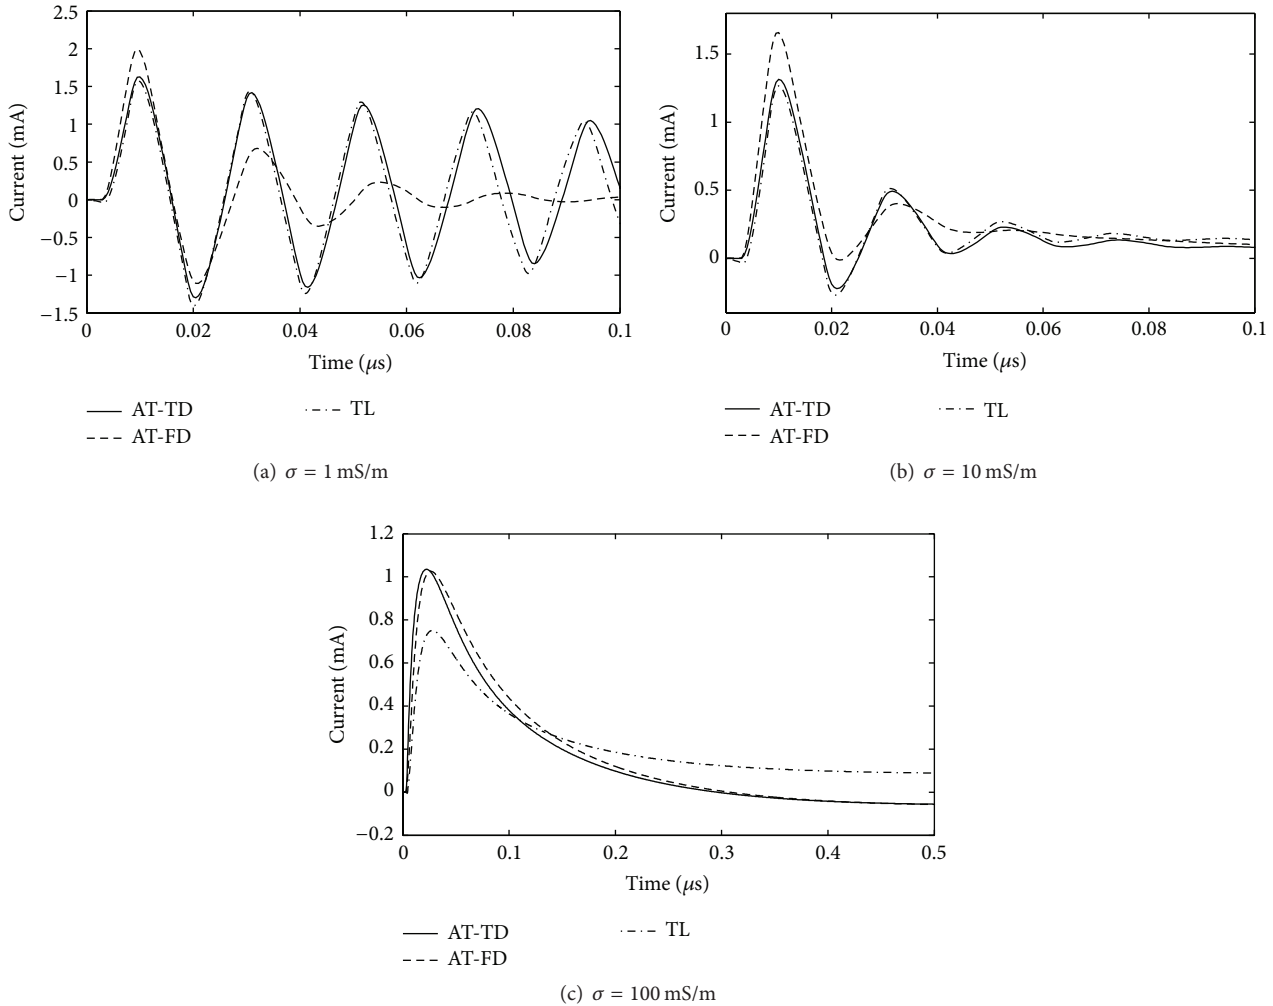 2.5
2
1.5
1
0.5
0
−0.5
−1
−1.5
Current (mA)
0 0.02 0.04 0.06 0.08 0.1
Time (μs)
AT-TD
AT-FD
TL
(a) σ = 1 mS/m
1.5
1
0.5
0
Current (mA)
0 0.02 0.04 0.06 0.08 0.1
Time (μs)
AT-TD
AT-FD
TL
(b) σ = 10 mS/m
1.2
1
0.8
0.6
0.4
0.2
0
−0.2
Current (mA)
0 0.1 0.2 0.3 0.4 0.5
Time (μs)
AT-TD
AT-FD
TL
(c) σ = 100 mS/m